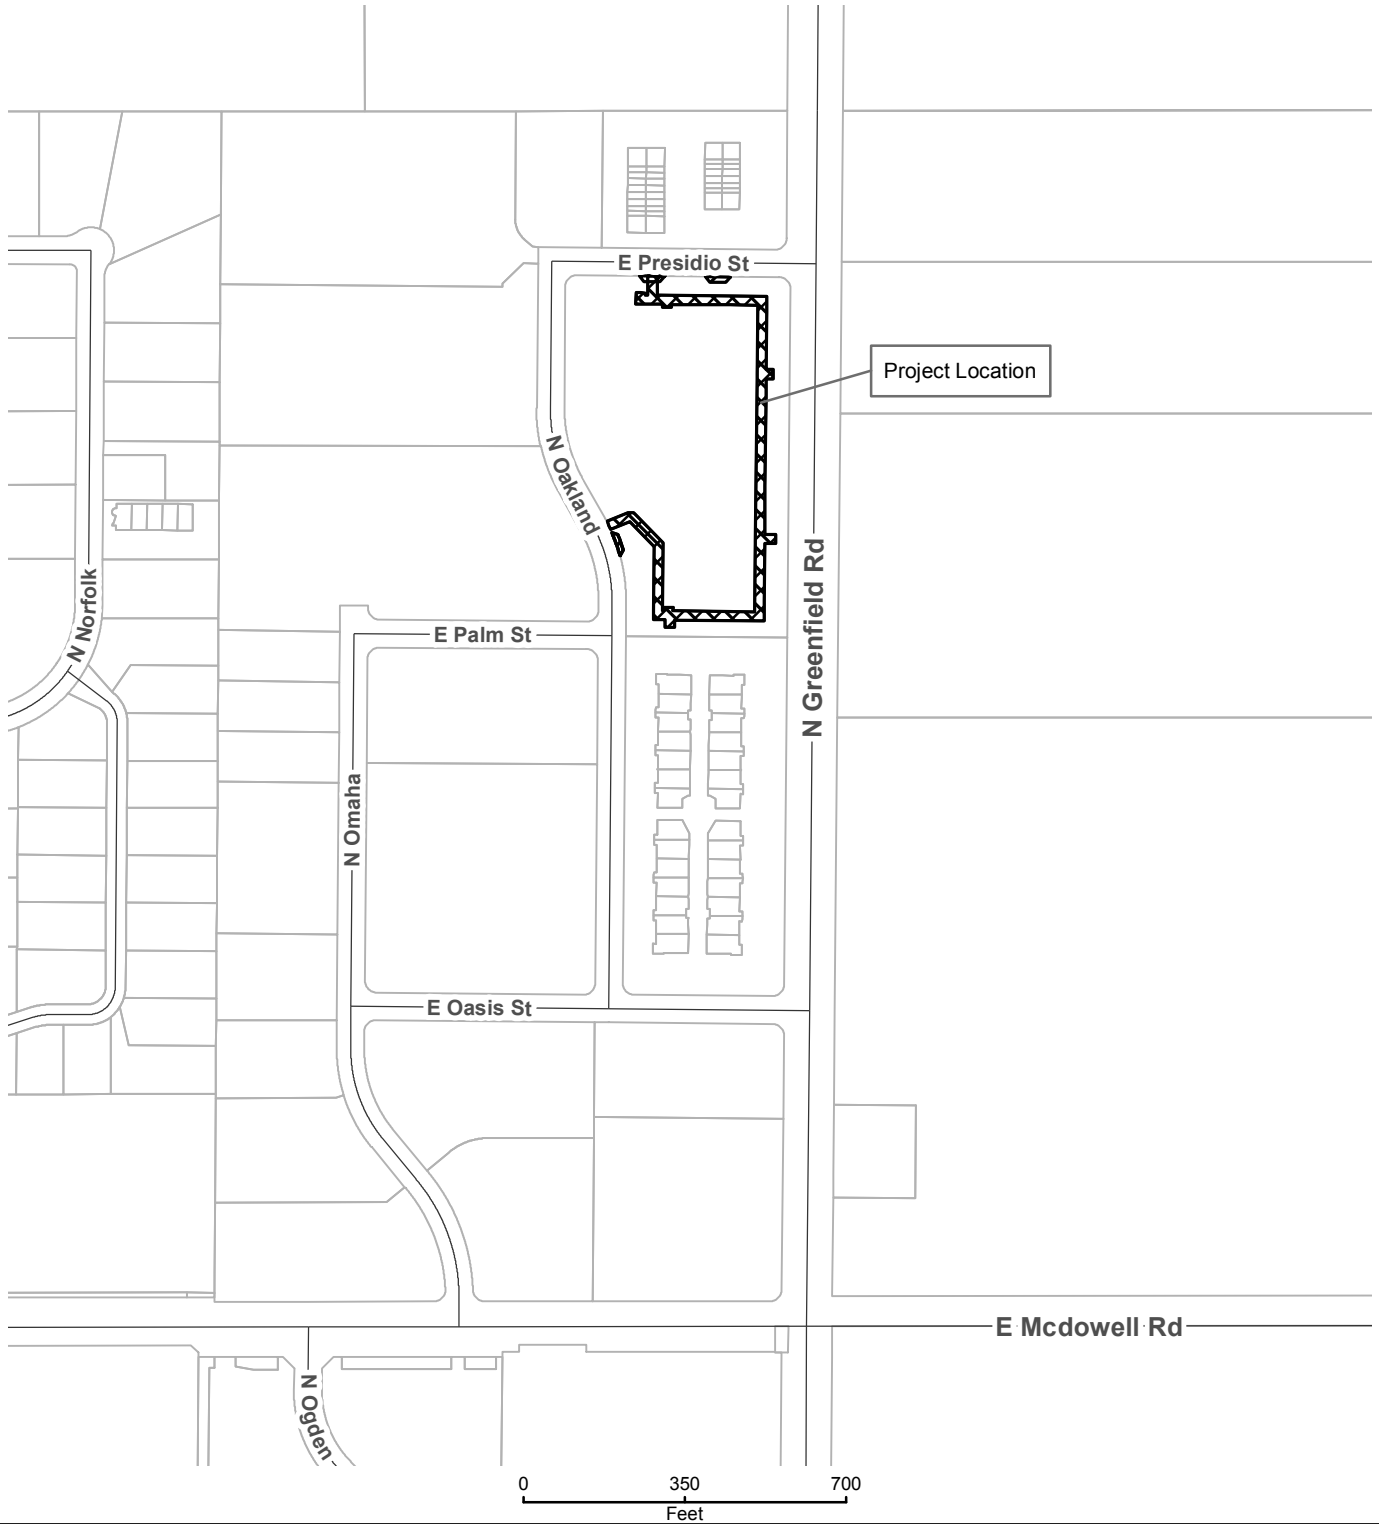 E Presidio St
Project Location
N Oakland
N Greenfield Rd
N Norfolk
E Palm St
N Omaha
E Oasis St
E Mcdowell Rd
N Ogden
0 350 700
Feet